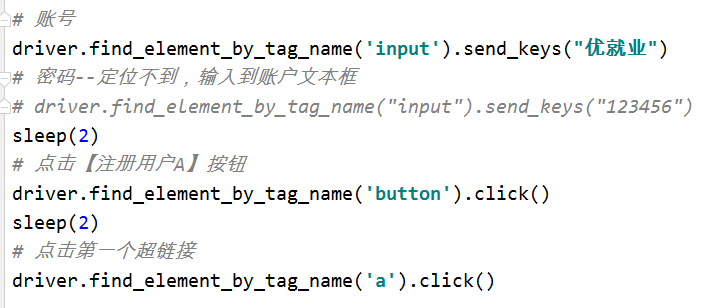 # 账号
driver.find_element_by_tag_name('input').send_keys("优就业")
# 密码--定位不到，输入到账户文本框
# driver.find_element_by_tag_name("input").send_keys("123456")
sleep(2)
# 点击【注册用户A】按钮
driver.find_element_by_tag_name('button').click()
sleep(2)
# 点击第一个超链接
driver.find_element_by_tag_name('a').click()